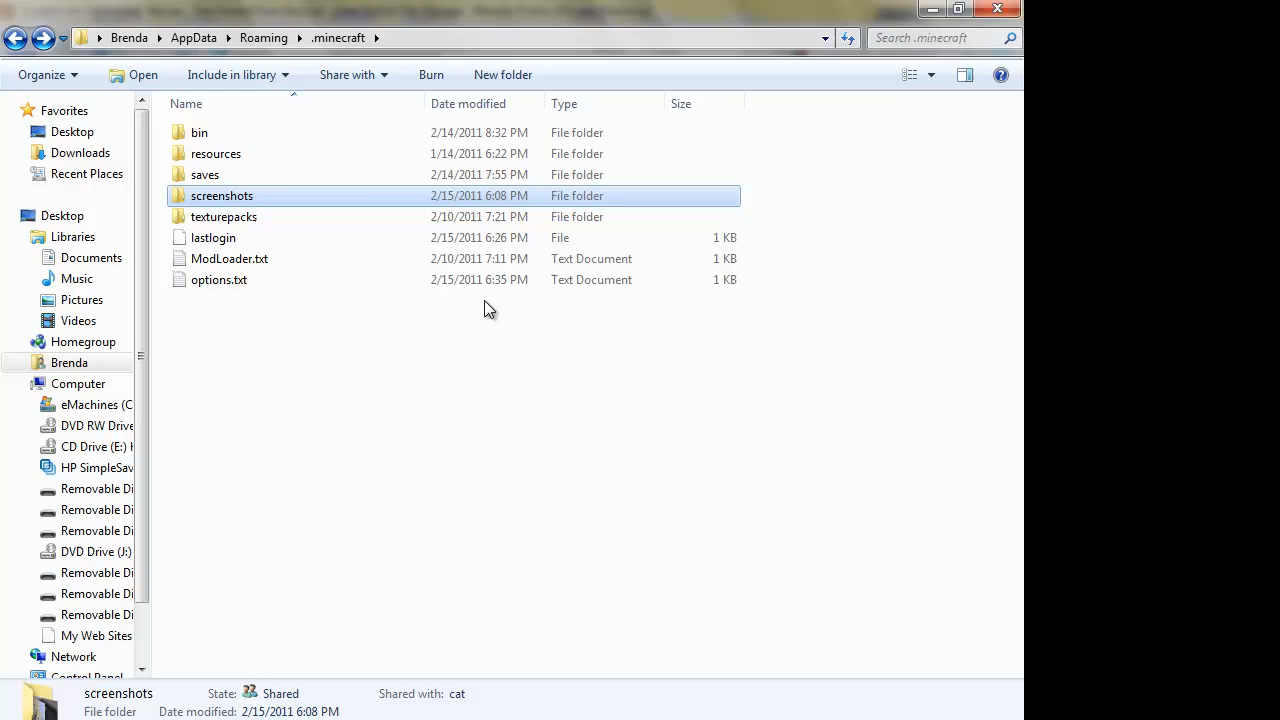 Brenda AppData Roaming .minecraft Search .minecraft
Organize Open Include in library Share with Burn New folder
Name Date modified Type Size
Favorites
Desktop
Downloads
Recent Places
Desktop
Libraries
Documents
Music
Pictures
Videos
Homegroup
Brenda
Computer
eMachines (C
DVD RW Drive
CD Drive (E:) H
HP SimpleSav
Removable Di
Removable Di
Removable Di
DVD Drive (J:)
Removable Di
Removable Di
Removable Di
My Web Sites
Network
Control Panel
bin 2/14/2011 8:32 PM File folder
resources 1/14/2011 6:22 PM File folder
saves 2/14/2011 7:55 PM File folder
screenshots 2/15/2011 6:08 PM File folder
texturepacks 2/10/2011 7:21 PM File folder
lastlogin 2/15/2011 6:26 PM File 1 KB
ModLoader.txt 2/10/2011 7:11 PM Text Document 1 KB
options.txt 2/15/2011 6:35 PM Text Document 1 KB
screenshots State: Shared Shared with: cat
File folder Date modified: 2/15/2011 6:08 PM